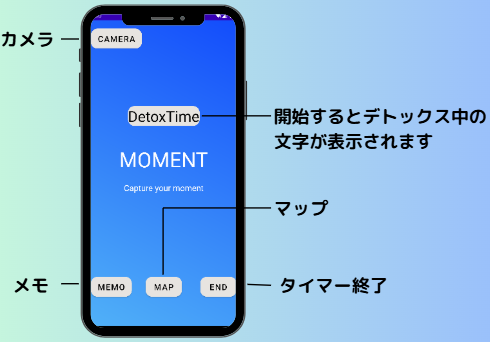 カメラ
CAMERA
DetoxTime
開始するとデトックス中の
文字が表示されます
MOMENT
Capture your moment
マップ
メモ
MEMO
MAP
END
タイマー終了